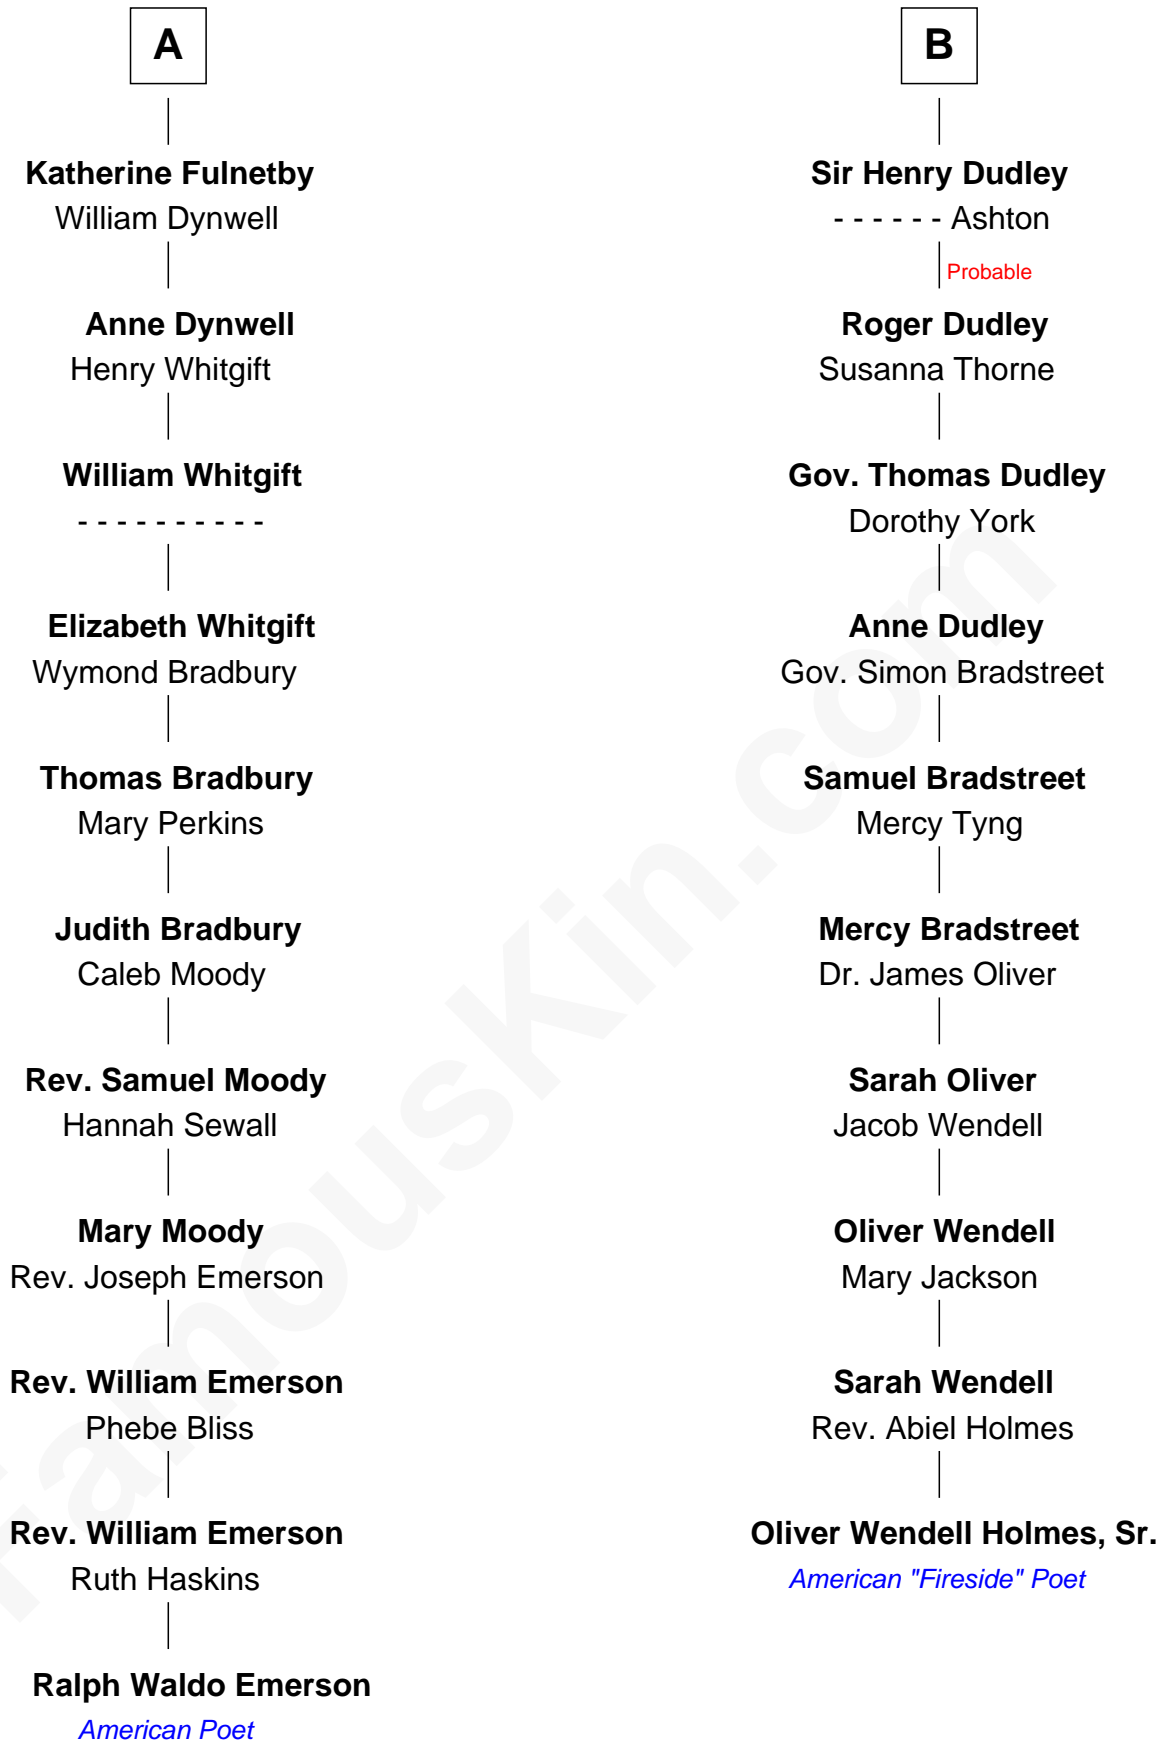 A
Katherine Fulnetby
William Dynwell
Anne Dynwell
Henry Whitgift
William Whitgift
- - - - - - - - - -
Elizabeth Whitgift
Wymond Bradbury
Thomas Bradbury
Mary Perkins
Judith Bradbury
Caleb Moody
Rev. Samuel Moody
Hannah Sewall
Mary Moody
Rev. Joseph Emerson
Rev. William Emerson
Phebe Bliss
Rev. William Emerson
Ruth Haskins
Ralph Waldo Emerson
American Poet
B
Sir Henry Dudley
- - - - - - Ashton
Probable
Roger Dudley
Susanna Thorne
Gov. Thomas Dudley
Dorothy York
Anne Dudley
Gov. Simon Bradstreet
Samuel Bradstreet
Mercy Tyng
Mercy Bradstreet
Dr. James Oliver
Sarah Oliver
Jacob Wendell
Oliver Wendell
Mary Jackson
Sarah Wendell
Rev. Abiel Holmes
Oliver Wendell Holmes, Sr.
American "Fireside" Poet
FamousKin.com